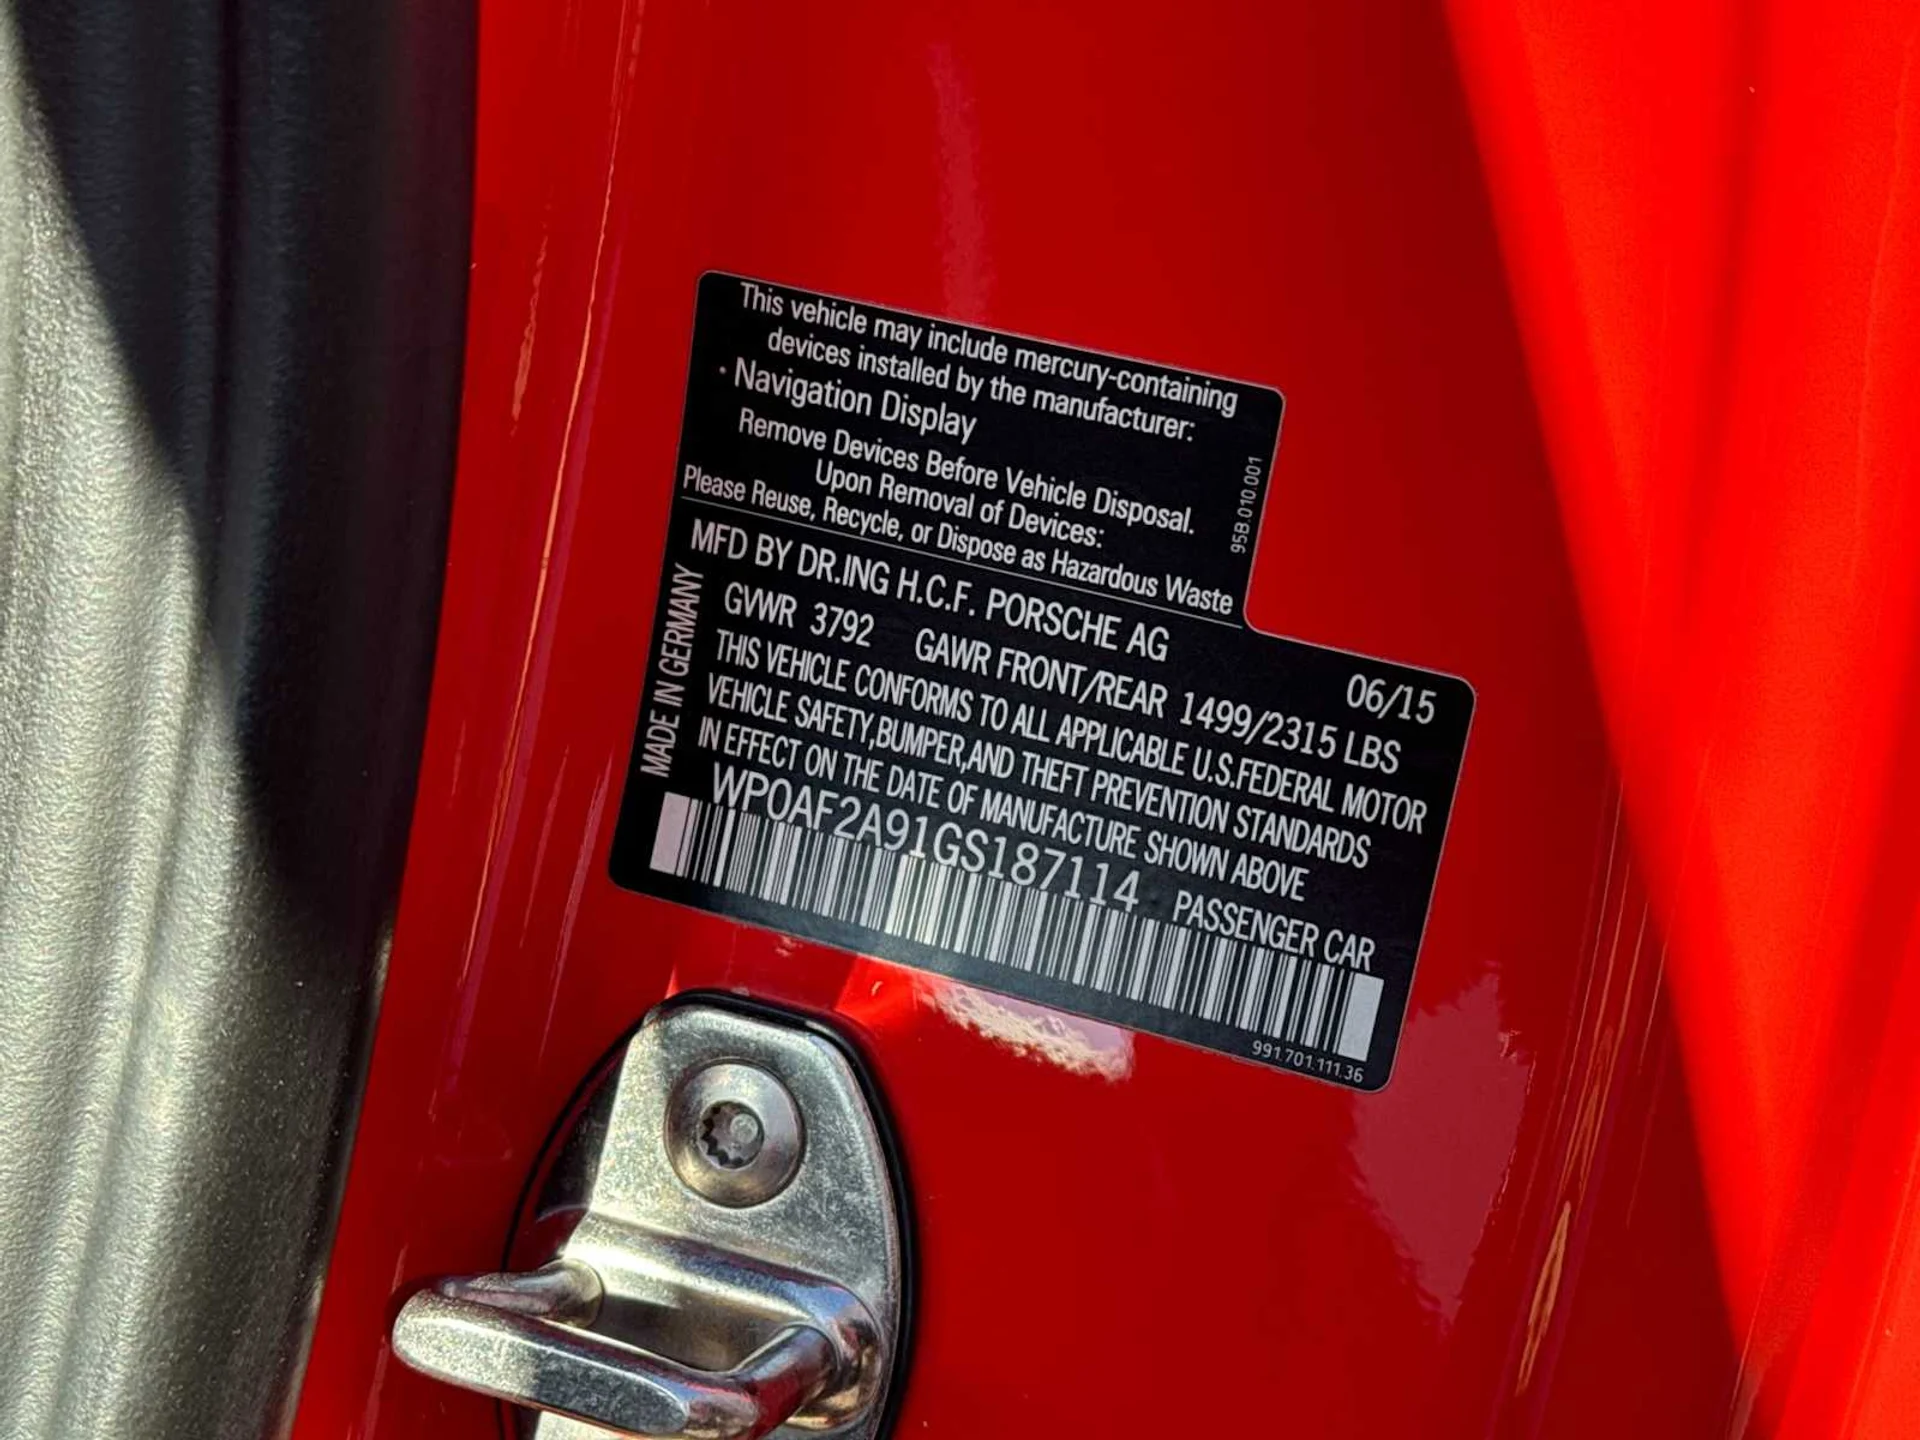 This vehicle may include mercury-containing
devices installed by the manufacturer:
· Navigation Display
Remove Devices Before Vehicle Disposal.
Upon Removal of Devices:
Please Reuse, Recycle, or Dispose as Hazardous Waste
95B.010.001
MFD BY DR.ING H.C.F. PORSCHE AG
06/15
GVWR 3792 GAWR FRONT/REAR 1499/2315 LBS
THIS VEHICLE CONFORMS TO ALL APPLICABLE U.S.FEDERAL MOTOR
VEHICLE SAFETY,BUMPER,AND THEFT PREVENTION STANDARDS
IN EFFECT ON THE DATE OF MANUFACTURE SHOWN ABOVE
WP0AF2A91GS187114 PASSENGER CAR
MADE IN GERMANY
991.701.111.36